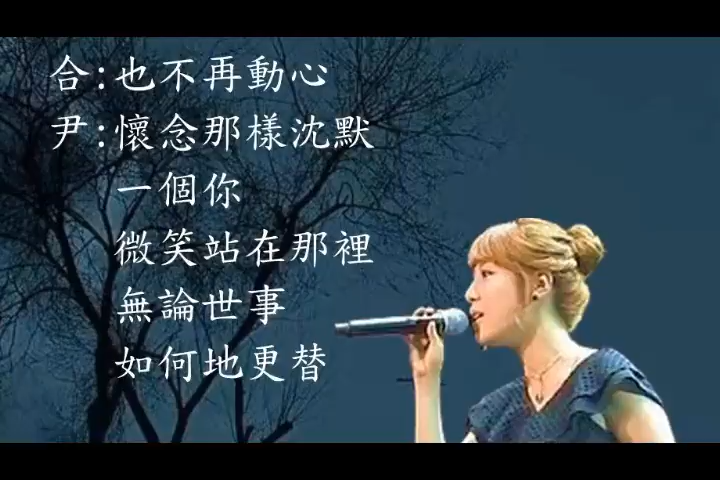 合:也不再動心
尹:懷念那樣沈默
一個你
微笑站在那裡
無論世事
如何地更替